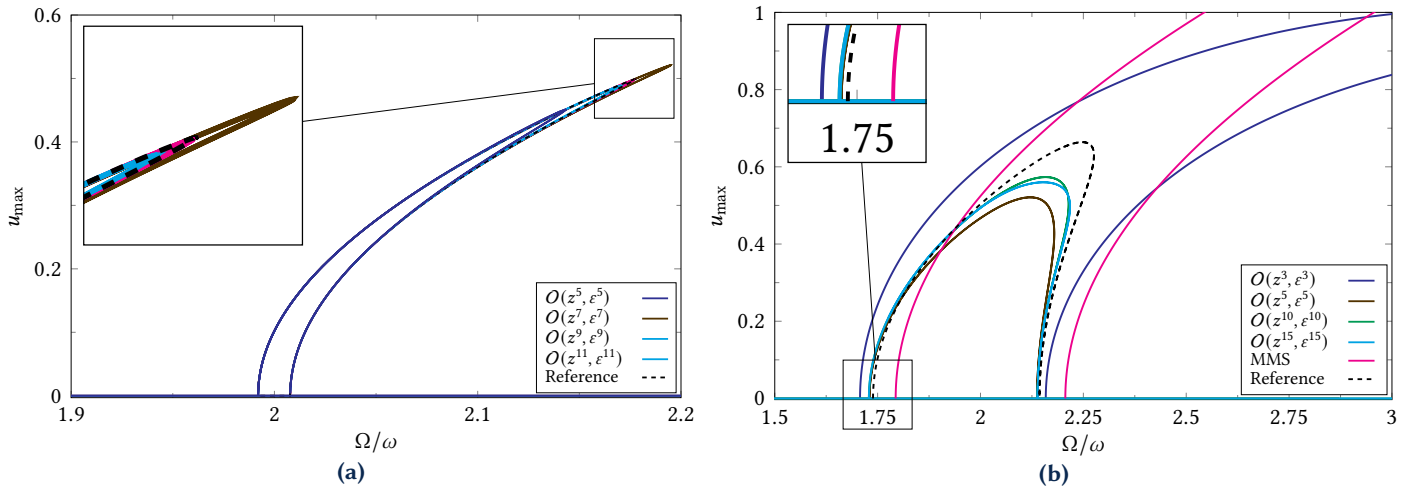 0.6
0.4
0.2
0
1.9
2
2.1
2.2
u_max
Ω/ω
O(z^5, ε^5)
O(z^7, ε^7)
O(z^9, ε^9)
O(z^11, ε^11)
Reference
(a)
1
0.8
0.6
0.4
0.2
0
1.5
1.75
2
2.25
2.5
2.75
3
u_max
Ω/ω
1.75
O(z^3, ε^3)
O(z^5, ε^5)
O(z^10, ε^10)
O(z^15, ε^15)
MMS
Reference
(b)